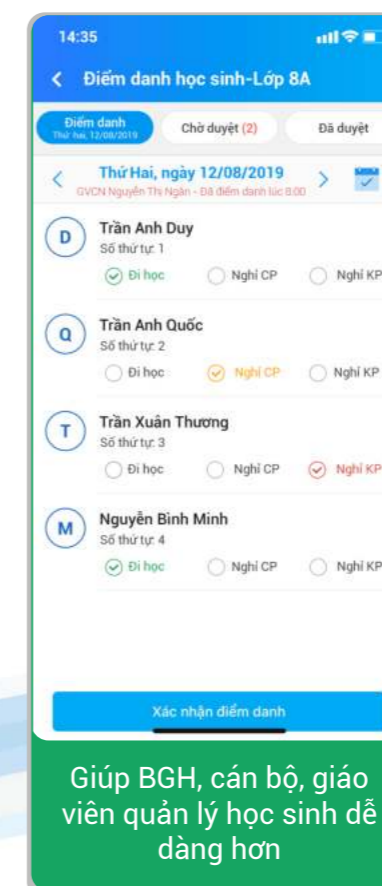 14:35
Điểm danh học sinh-Lớp 8A
Điểm danh
Thứ hai, 12/08/2019
Chờ duyệt (2)
Đã duyệt
Thứ Hai, ngày 12/08/2019
GVCN Nguyễn Thị Ngân - Đã điểm danh lúc 8:00
D
Trần Anh Duy
Số thứ tự: 1
Đi học Nghỉ CP Nghỉ KP
Q
Trần Anh Quốc
Số thứ tự: 2
Đi học Nghỉ CP Nghỉ KP
T
Trần Xuân Thương
Số thứ tự: 3
Đi học Nghỉ CP Nghỉ KP
M
Nguyễn Bình Minh
Số thứ tự: 4
Đi học Nghỉ CP Nghỉ KP
Xác nhận điểm danh
Giúp BGH, cán bộ, giáo
viên quản lý học sinh dễ
dàng hơn